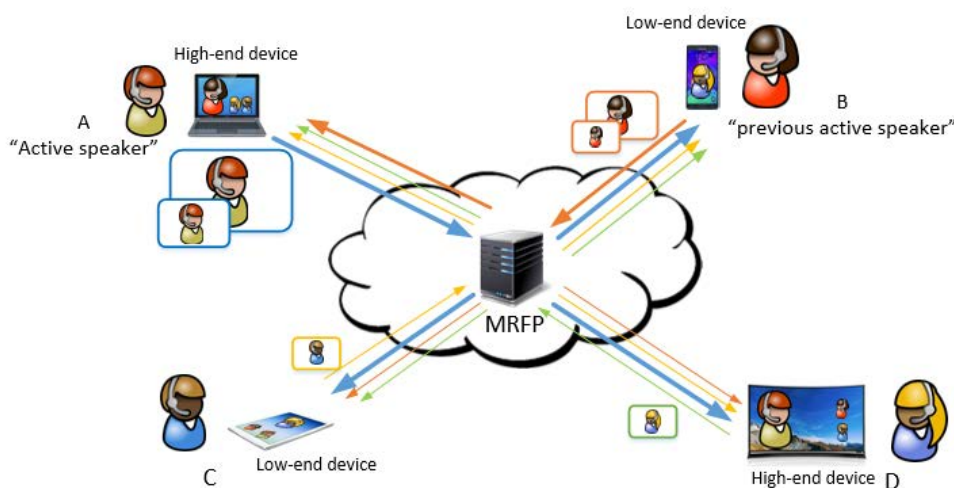 Low-end device
High-end device
A
“Active speaker”
B
“previous active speaker”
MRFP
C
Low-end device
High-end device
D